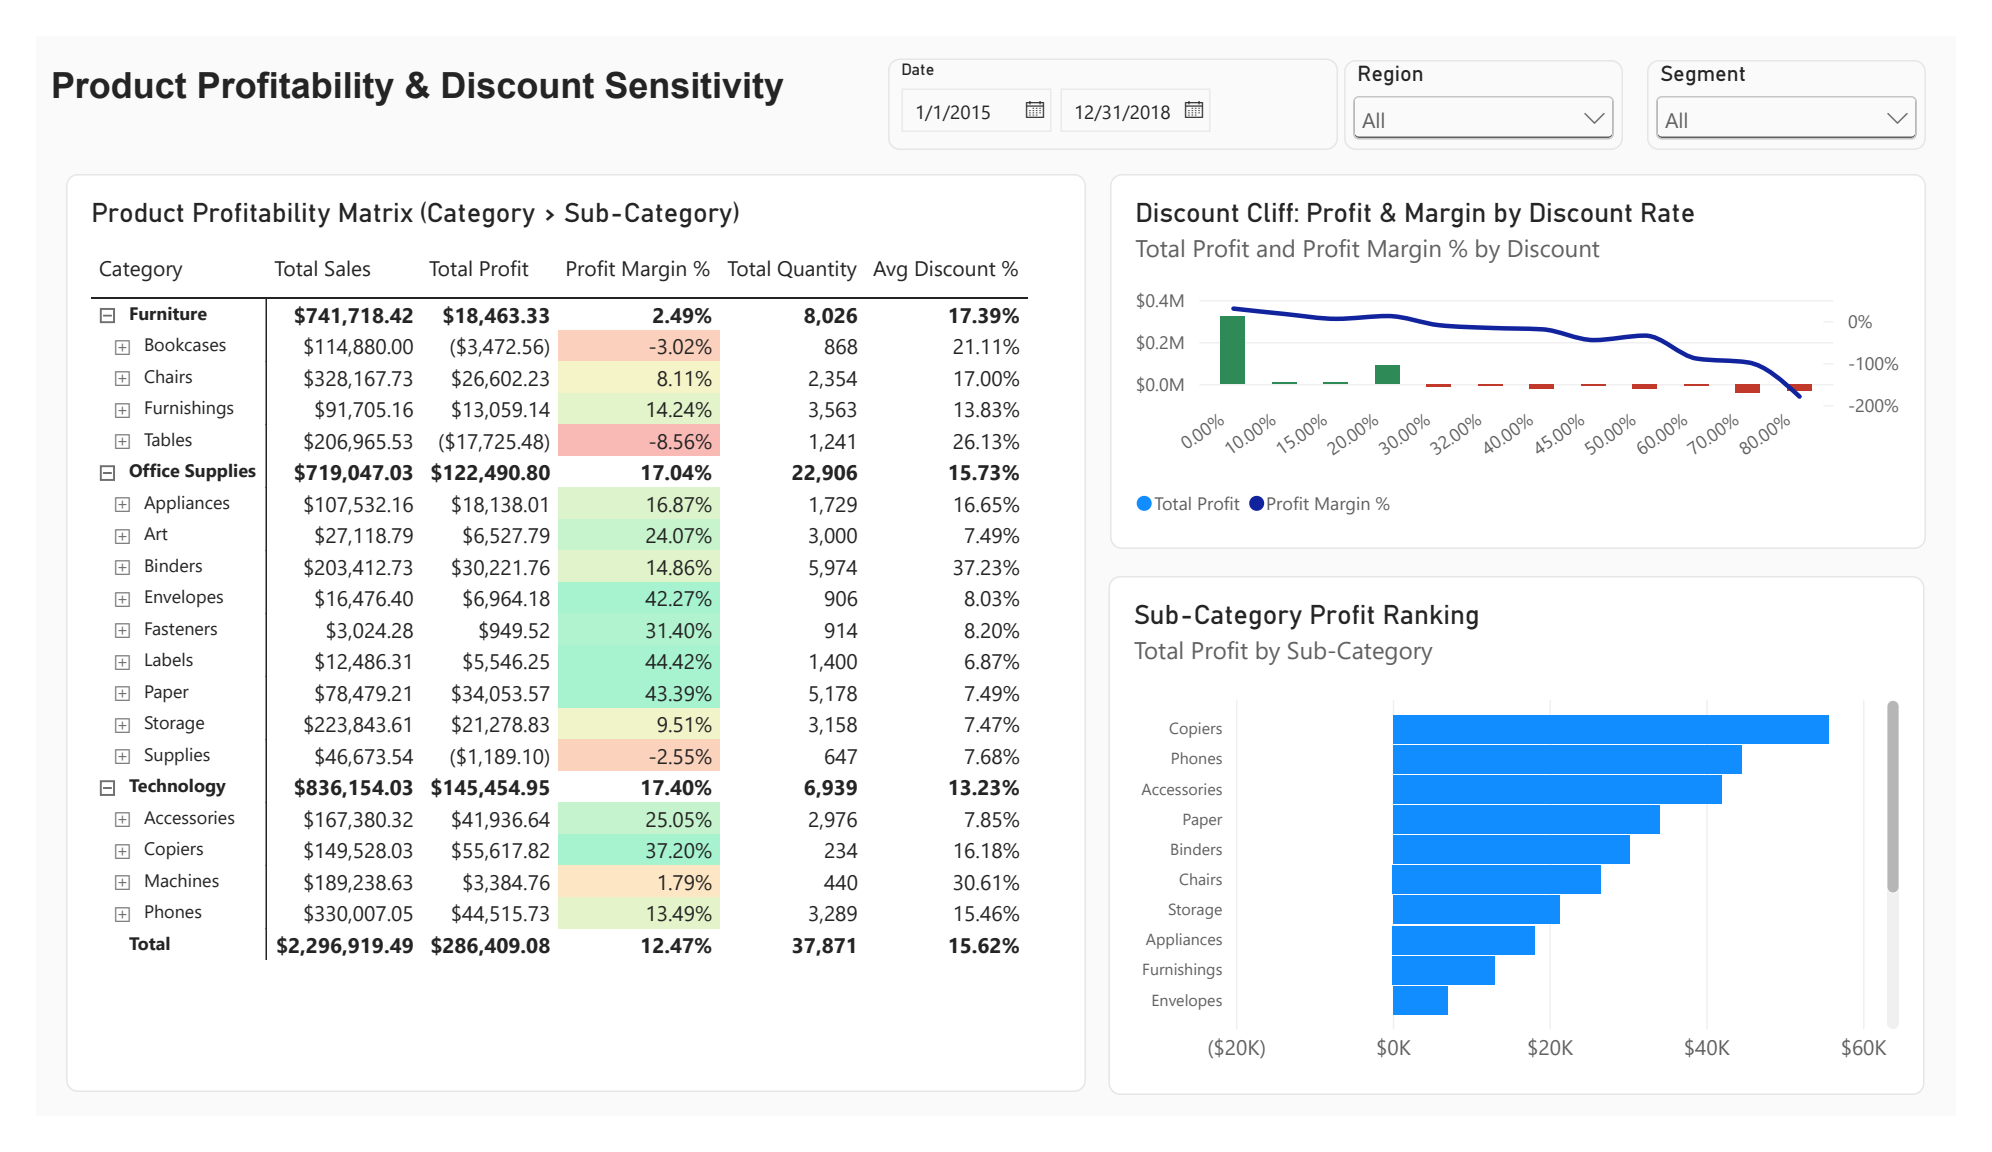 Product Profitability & Discount Sensitivity
Date
1/1/2015 12/31/2018
Region
All
Segment
All
Product Profitability Matrix (Category > Sub-Category)
Category Total Sales Total Profit Profit Margin % Total Quantity Avg Discount %
Furniture $741,718.42 $18,463.33 2.49% 8,026 17.39%
Bookcases $114,880.00 ($3,472.56) -3.02% 868 21.11%
Chairs $328,167.73 $26,602.23 8.11% 2,354 17.00%
Furnishings $91,705.16 $13,059.14 14.24% 3,563 13.83%
Tables $206,965.53 ($17,725.48) -8.56% 1,241 26.13%
Office Supplies $719,047.03 $122,490.80 17.04% 22,906 15.73%
Appliances $107,532.16 $18,138.01 16.87% 1,729 16.65%
Art $27,118.79 $6,527.79 24.07% 3,000 7.49%
Binders $203,412.73 $30,221.76 14.86% 5,974 37.23%
Envelopes $16,476.40 $6,964.18 42.27% 906 8.03%
Fasteners $3,024.28 $949.52 31.40% 914 8.20%
Labels $12,486.31 $5,546.25 44.42% 1,400 6.87%
Paper $78,479.21 $34,053.57 43.39% 5,178 7.49%
Storage $223,843.61 $21,278.83 9.51% 3,158 7.47%
Supplies $46,673.54 ($1,189.10) -2.55% 647 7.68%
Technology $836,154.03 $145,454.95 17.40% 6,939 13.23%
Accessories $167,380.32 $41,936.64 25.05% 2,976 7.85%
Copiers $149,528.03 $55,617.82 37.20% 234 16.18%
Machines $189,238.63 $3,384.76 1.79% 440 30.61%
Phones $330,007.05 $44,515.73 13.49% 3,289 15.46%
Total $2,296,919.49 $286,409.08 12.47% 37,871 15.62%
Discount Cliff: Profit & Margin by Discount Rate
Total Profit and Profit Margin % by Discount
$0.4M
$0.2M
$0.0M
0%
-100%
-200%
0.00% 10.00% 15.00% 20.00% 30.00% 32.00% 40.00% 45.00% 50.00% 60.00% 70.00% 80.00%
Total Profit Profit Margin %
Sub-Category Profit Ranking
Total Profit by Sub-Category
Copiers
Phones
Accessories
Paper
Binders
Chairs
Storage
Appliances
Furnishings
Envelopes
($20K) $0K $20K $40K $60K